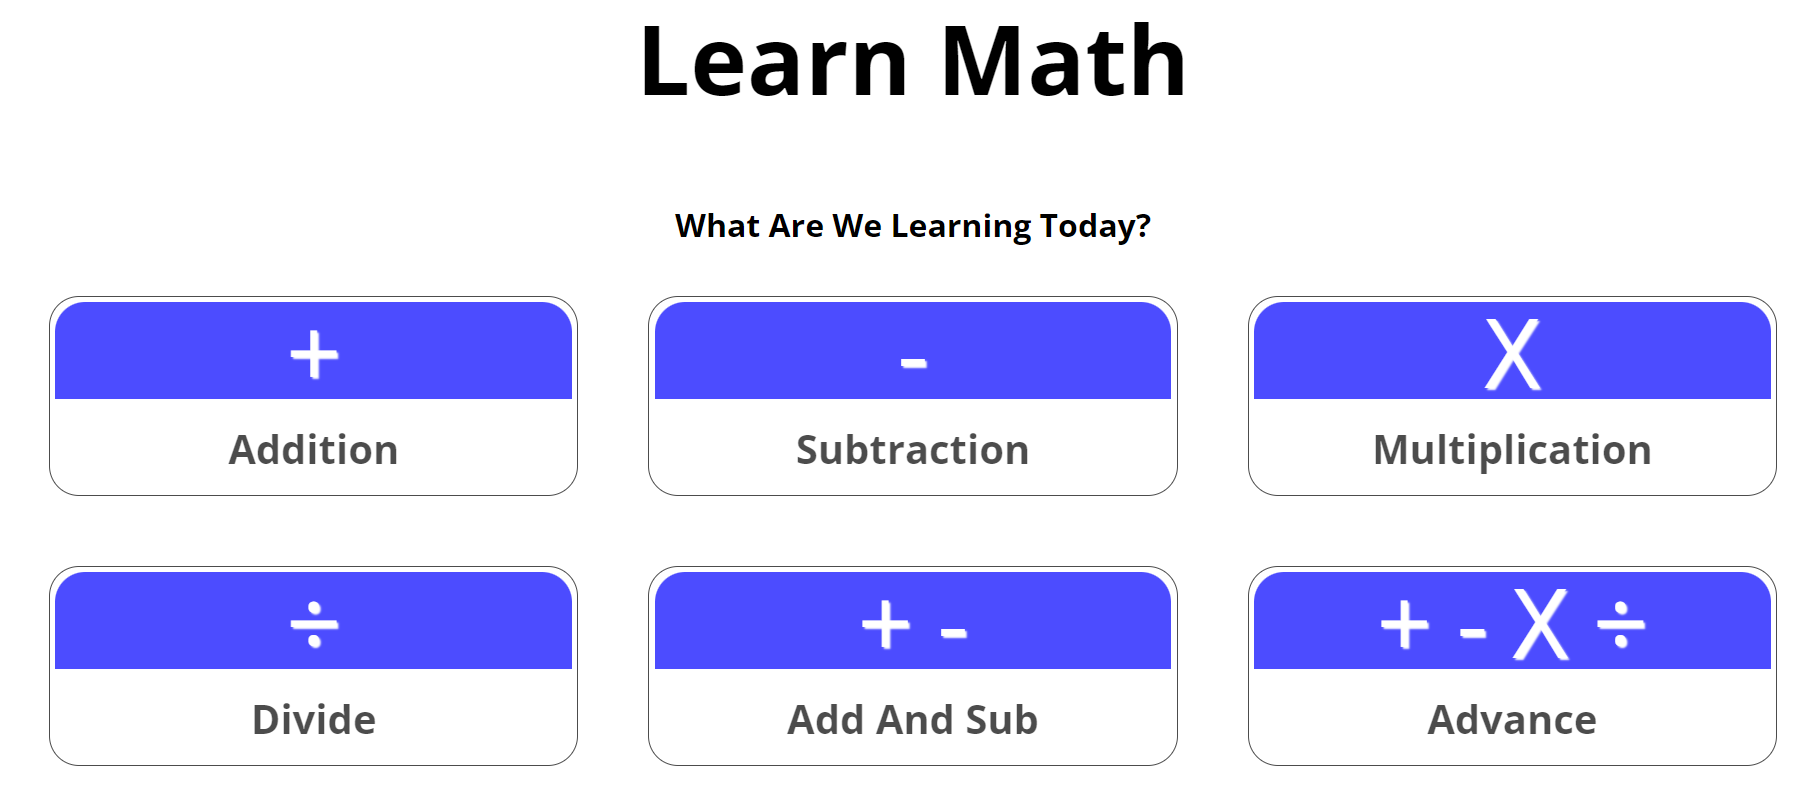 Learn Math
What Are We Learning Today?
+
Addition
-
Subtraction
X
Multiplication
÷
Divide
+ -
Add And Sub
+ - X ÷
Advance